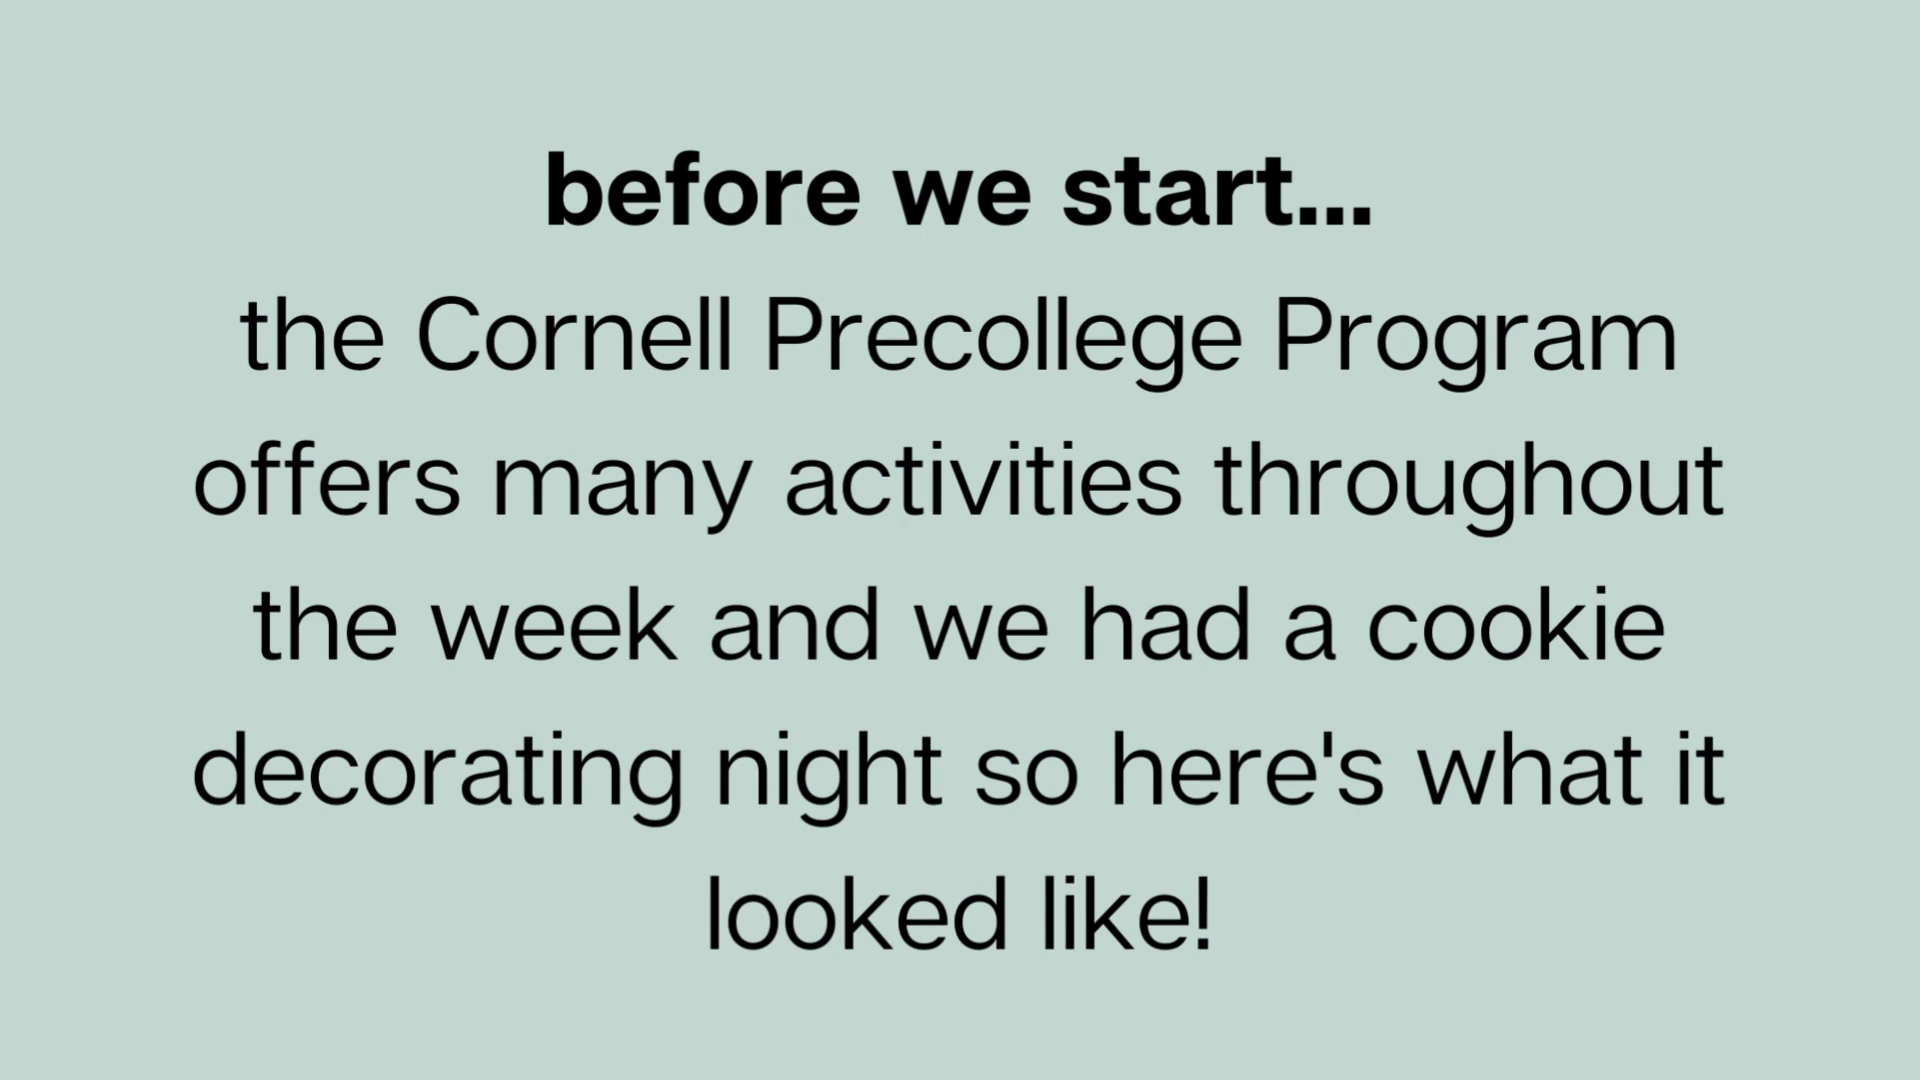 before we start...
the Cornell Precollege Program
offers many activities throughout
the week and we had a cookie
decorating night so here's what it
looked like!